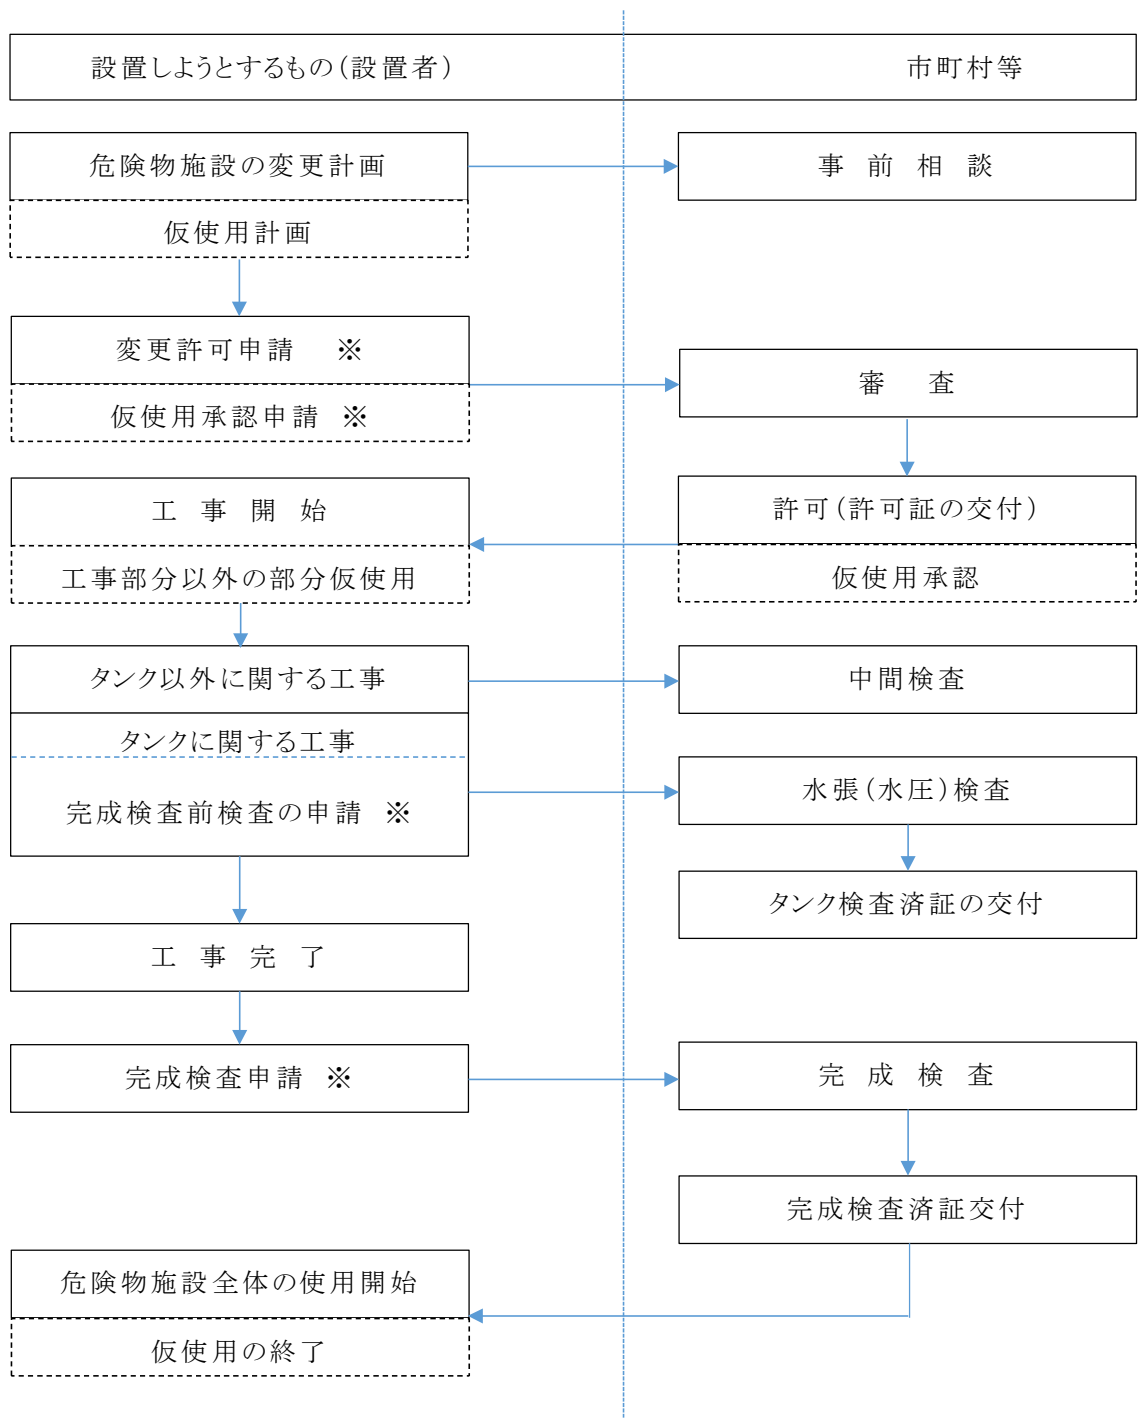 設置しようとするもの（設置者）
市町村等
危険物施設の変更計画
事前相談
仮使用計画
変更許可申請　※
審　査
仮使用承認申請 ※
工事開始
許可（許可証の交付）
工事部分以外の部分仮使用
仮使用承認
タンク以外に関する工事
中間検査
タンクに関する工事
完成検査前検査の申請 ※
水張（水圧）検査
タンク検査済証の交付
工事完了
完成検査申請 ※
完成検査
完成検査済証交付
危険物施設全体の使用開始
仮使用の終了